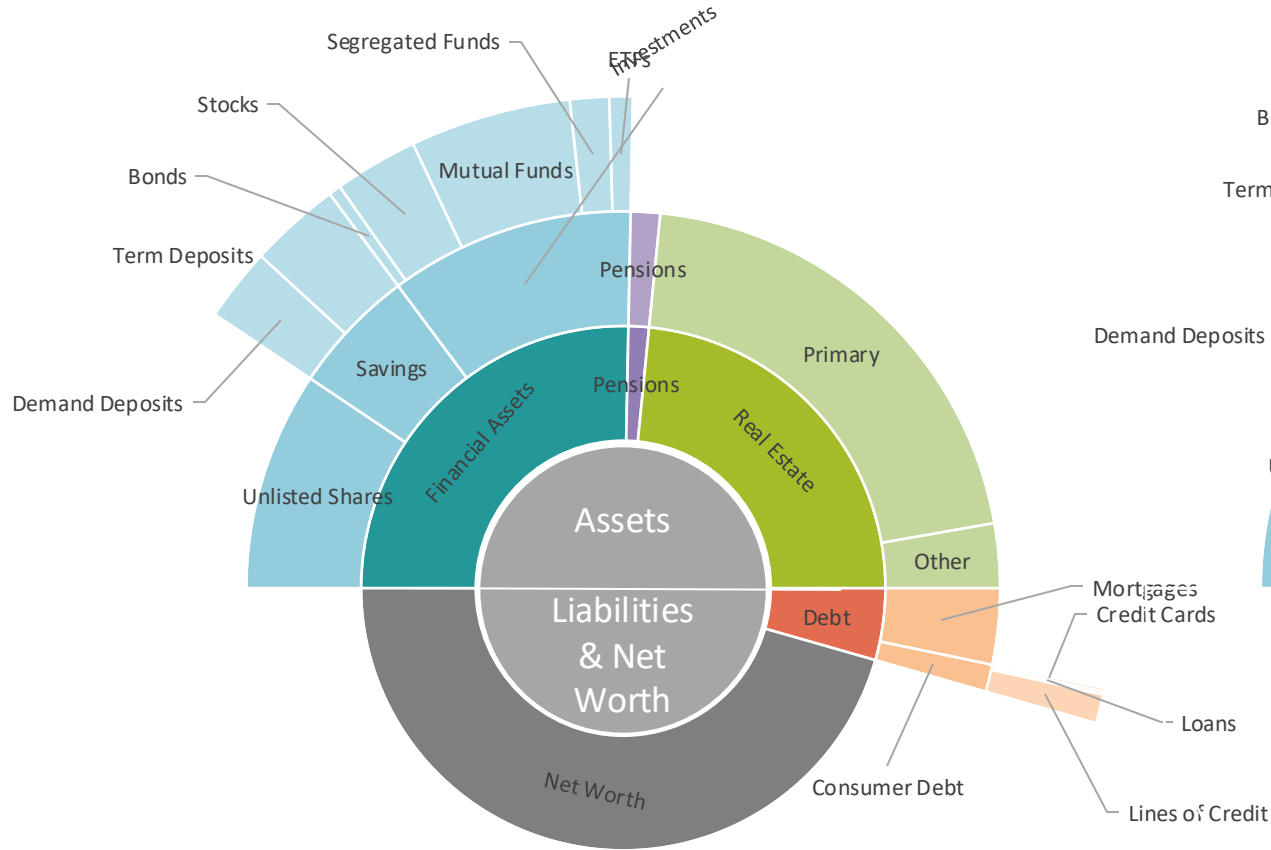 Segregated Funds
ETFs
Investments
Stocks
B
Bonds
Mutual Funds
Term
Term Deposits
Pensions
Demand Deposits
Primary
Savings
Pensions
Demand Deposits
Financial Assets
Real Estate
Unlisted Shares
Assets
Other
Mortgages
Liabilities
& Net
Worth
Debt
Credit Cards
Loans
Net Worth
Consumer Debt
Lines of Credit